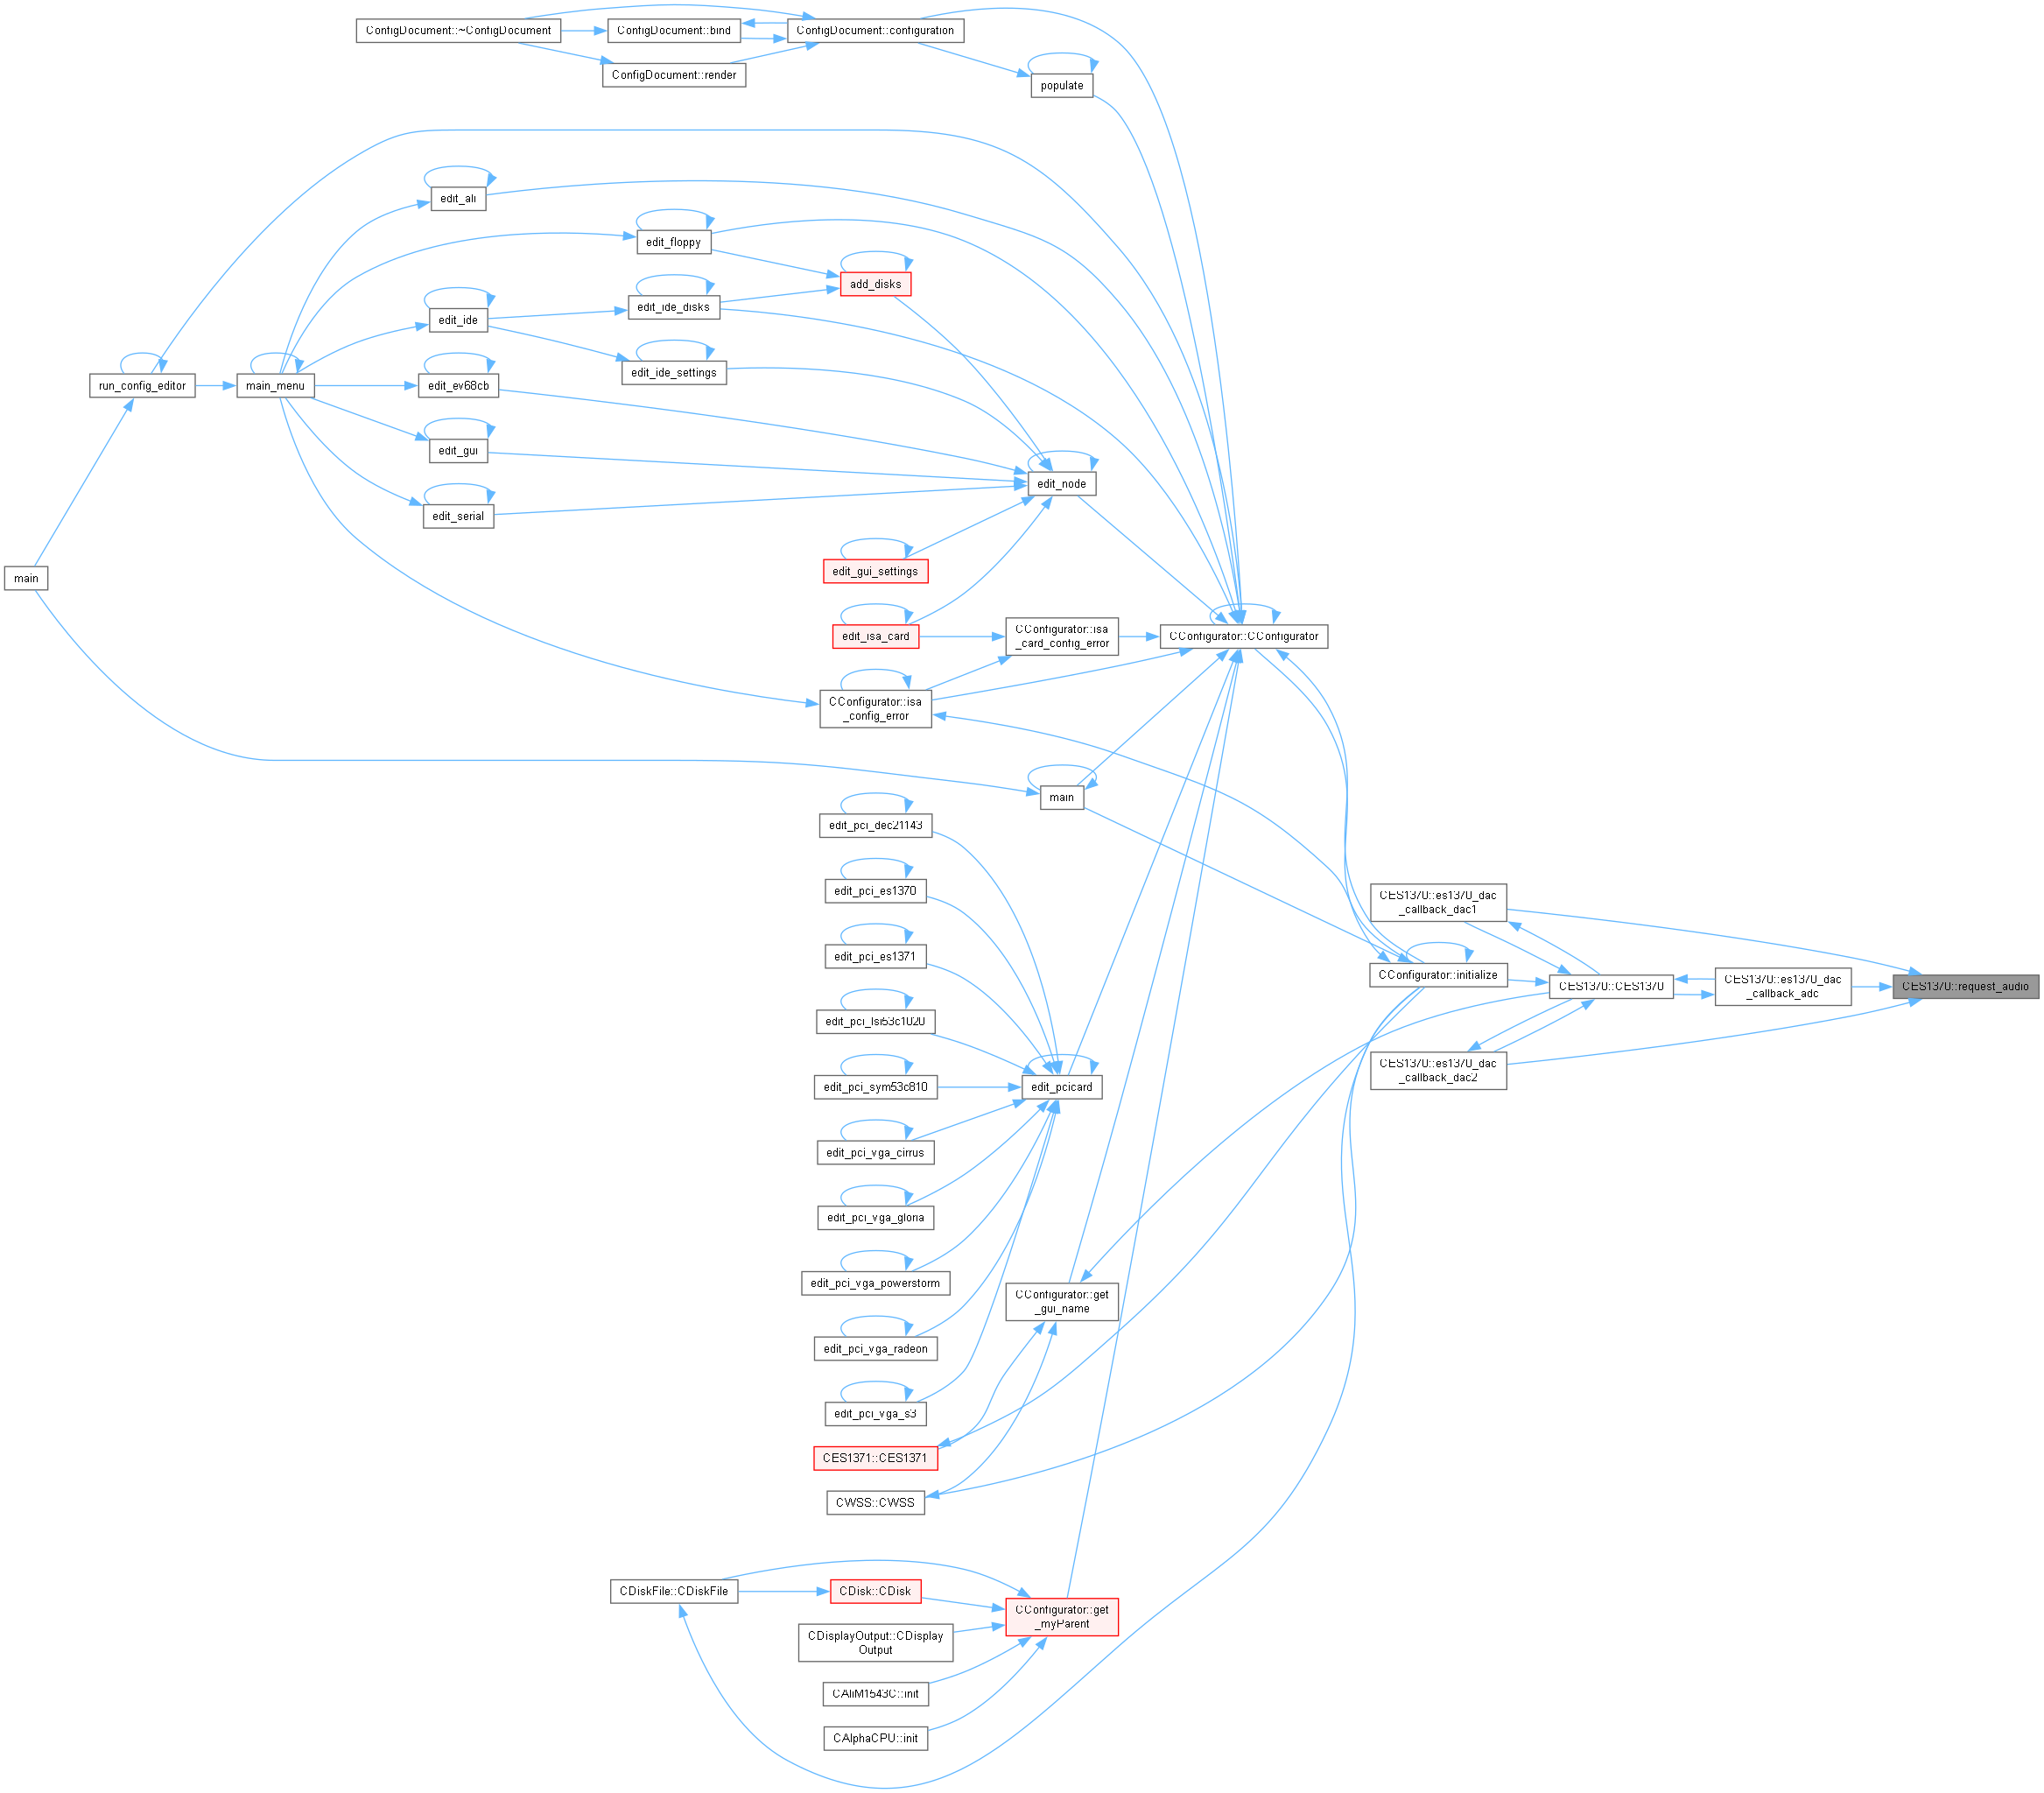 ConfigDocument::~ConfigDocument
ConfigDocument::bind
ConfigDocument::configuration
ConfigDocument::render
populate
edit_ali
edit_floppy
add_disks
edit_ide_disks
edit_ide
edit_ide_settings
run_config_editor
main_menu
edit_ev68cb
edit_gui
edit_node
edit_serial
main
edit_gui_settings
edit_isa_card
CConfigurator::isa
_card_config_error
CConfigurator::CConfigurator
CConfigurator::isa
_config_error
main
edit_pci_dec21143
edit_pci_es1370
CES1370::es1370_dac
_callback_dac1
edit_pci_es1371
CConfigurator::initialize
CES1370::CES1370
CES1370::es1370_dac
_callback_adc
CES1370::request_audio
edit_pci_lsi53c1020
CES1370::es1370_dac
_callback_dac2
edit_pci_sym53c810
edit_pcicard
edit_pci_vga_cirrus
edit_pci_vga_gloria
edit_pci_vga_powerstorm
CConfigurator::get
_gui_name
edit_pci_vga_radeon
edit_pci_vga_s3
CES1371::CES1371
CWSS::CWSS
CDiskFile::CDiskFile
CDisk::CDisk
CConfigurator::get
_myParent
CDisplayOutput::CDisplay
Output
CAliM1543C::init
CAlphaCPU::init